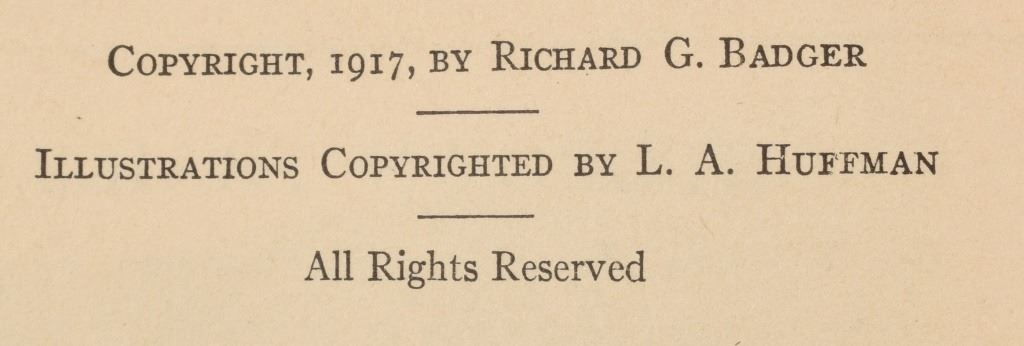 Copyright, 1917, by Richard G. Badger
Illustrations Copyrighted by L. A. Huffman
All Rights Reserved